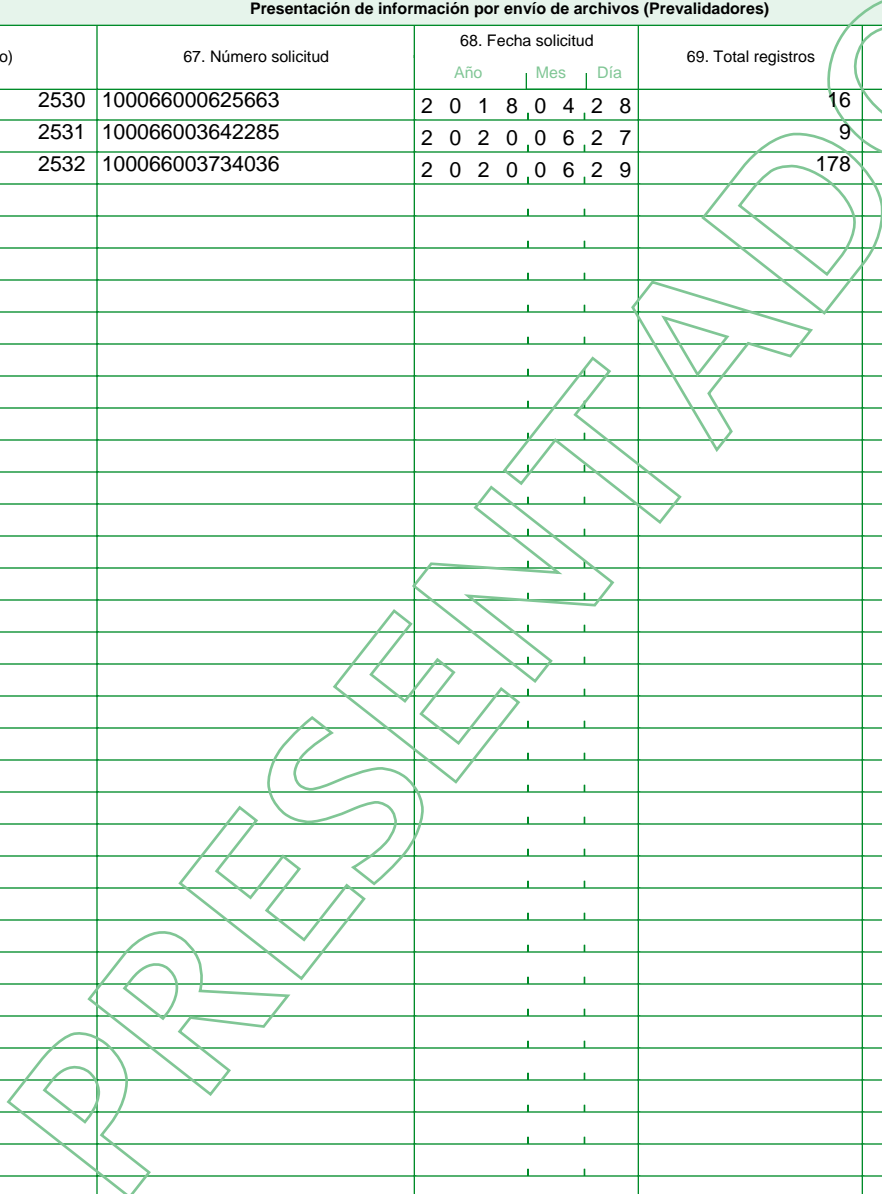 Presentación de información por envío de archivos (Prevalidadores)
o) 67. Número solicitud 68. Fecha solicitud 69. Total registros
Año Mes Día
2530 100066000625663 2 0 1 8 0 4 2 8 16
2531 100066003642285 2 0 2 0 0 6 2 7 9
2532 100066003734036 2 0 2 0 0 6 2 9 178
PRESENTADO